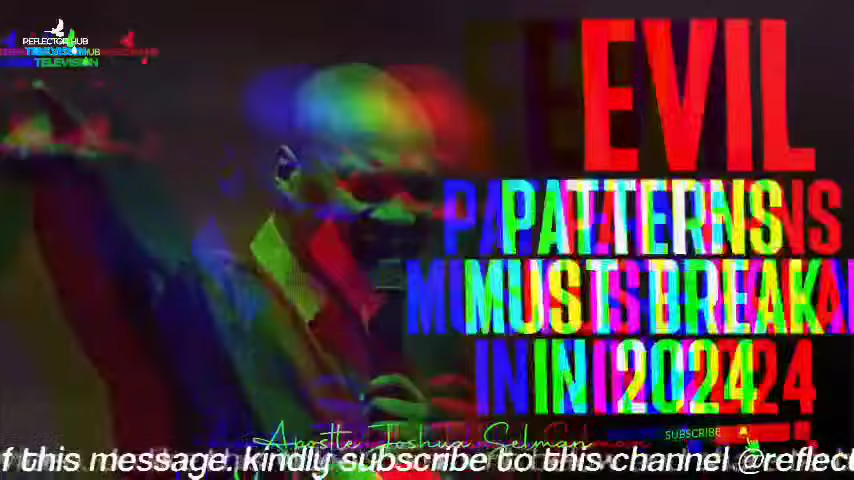 REFLECTOR HUB
TELEVISION
EVIL
PATTERNS
MUST BREAK
IN 2024
Apostle Joshua Selman
SUBSCRIBE
f this message. kindly subscribe to this channel @reflect